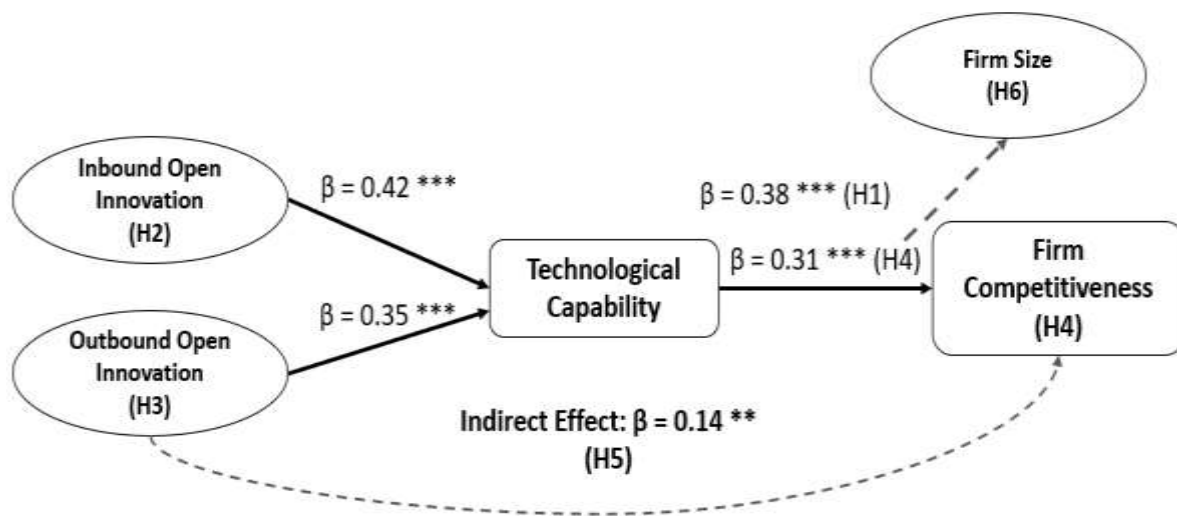 Firm Size
(H6)
Inbound Open
Innovation
(H2)
β = 0.42 ***
β = 0.38 *** (H1)
β = 0.31 *** (H4)
Technological
Capability
Firm
Competitiveness
(H4)
β = 0.35 ***
Outbound Open
Innovation
(H3)
Indirect Effect: β = 0.14 **
(H5)